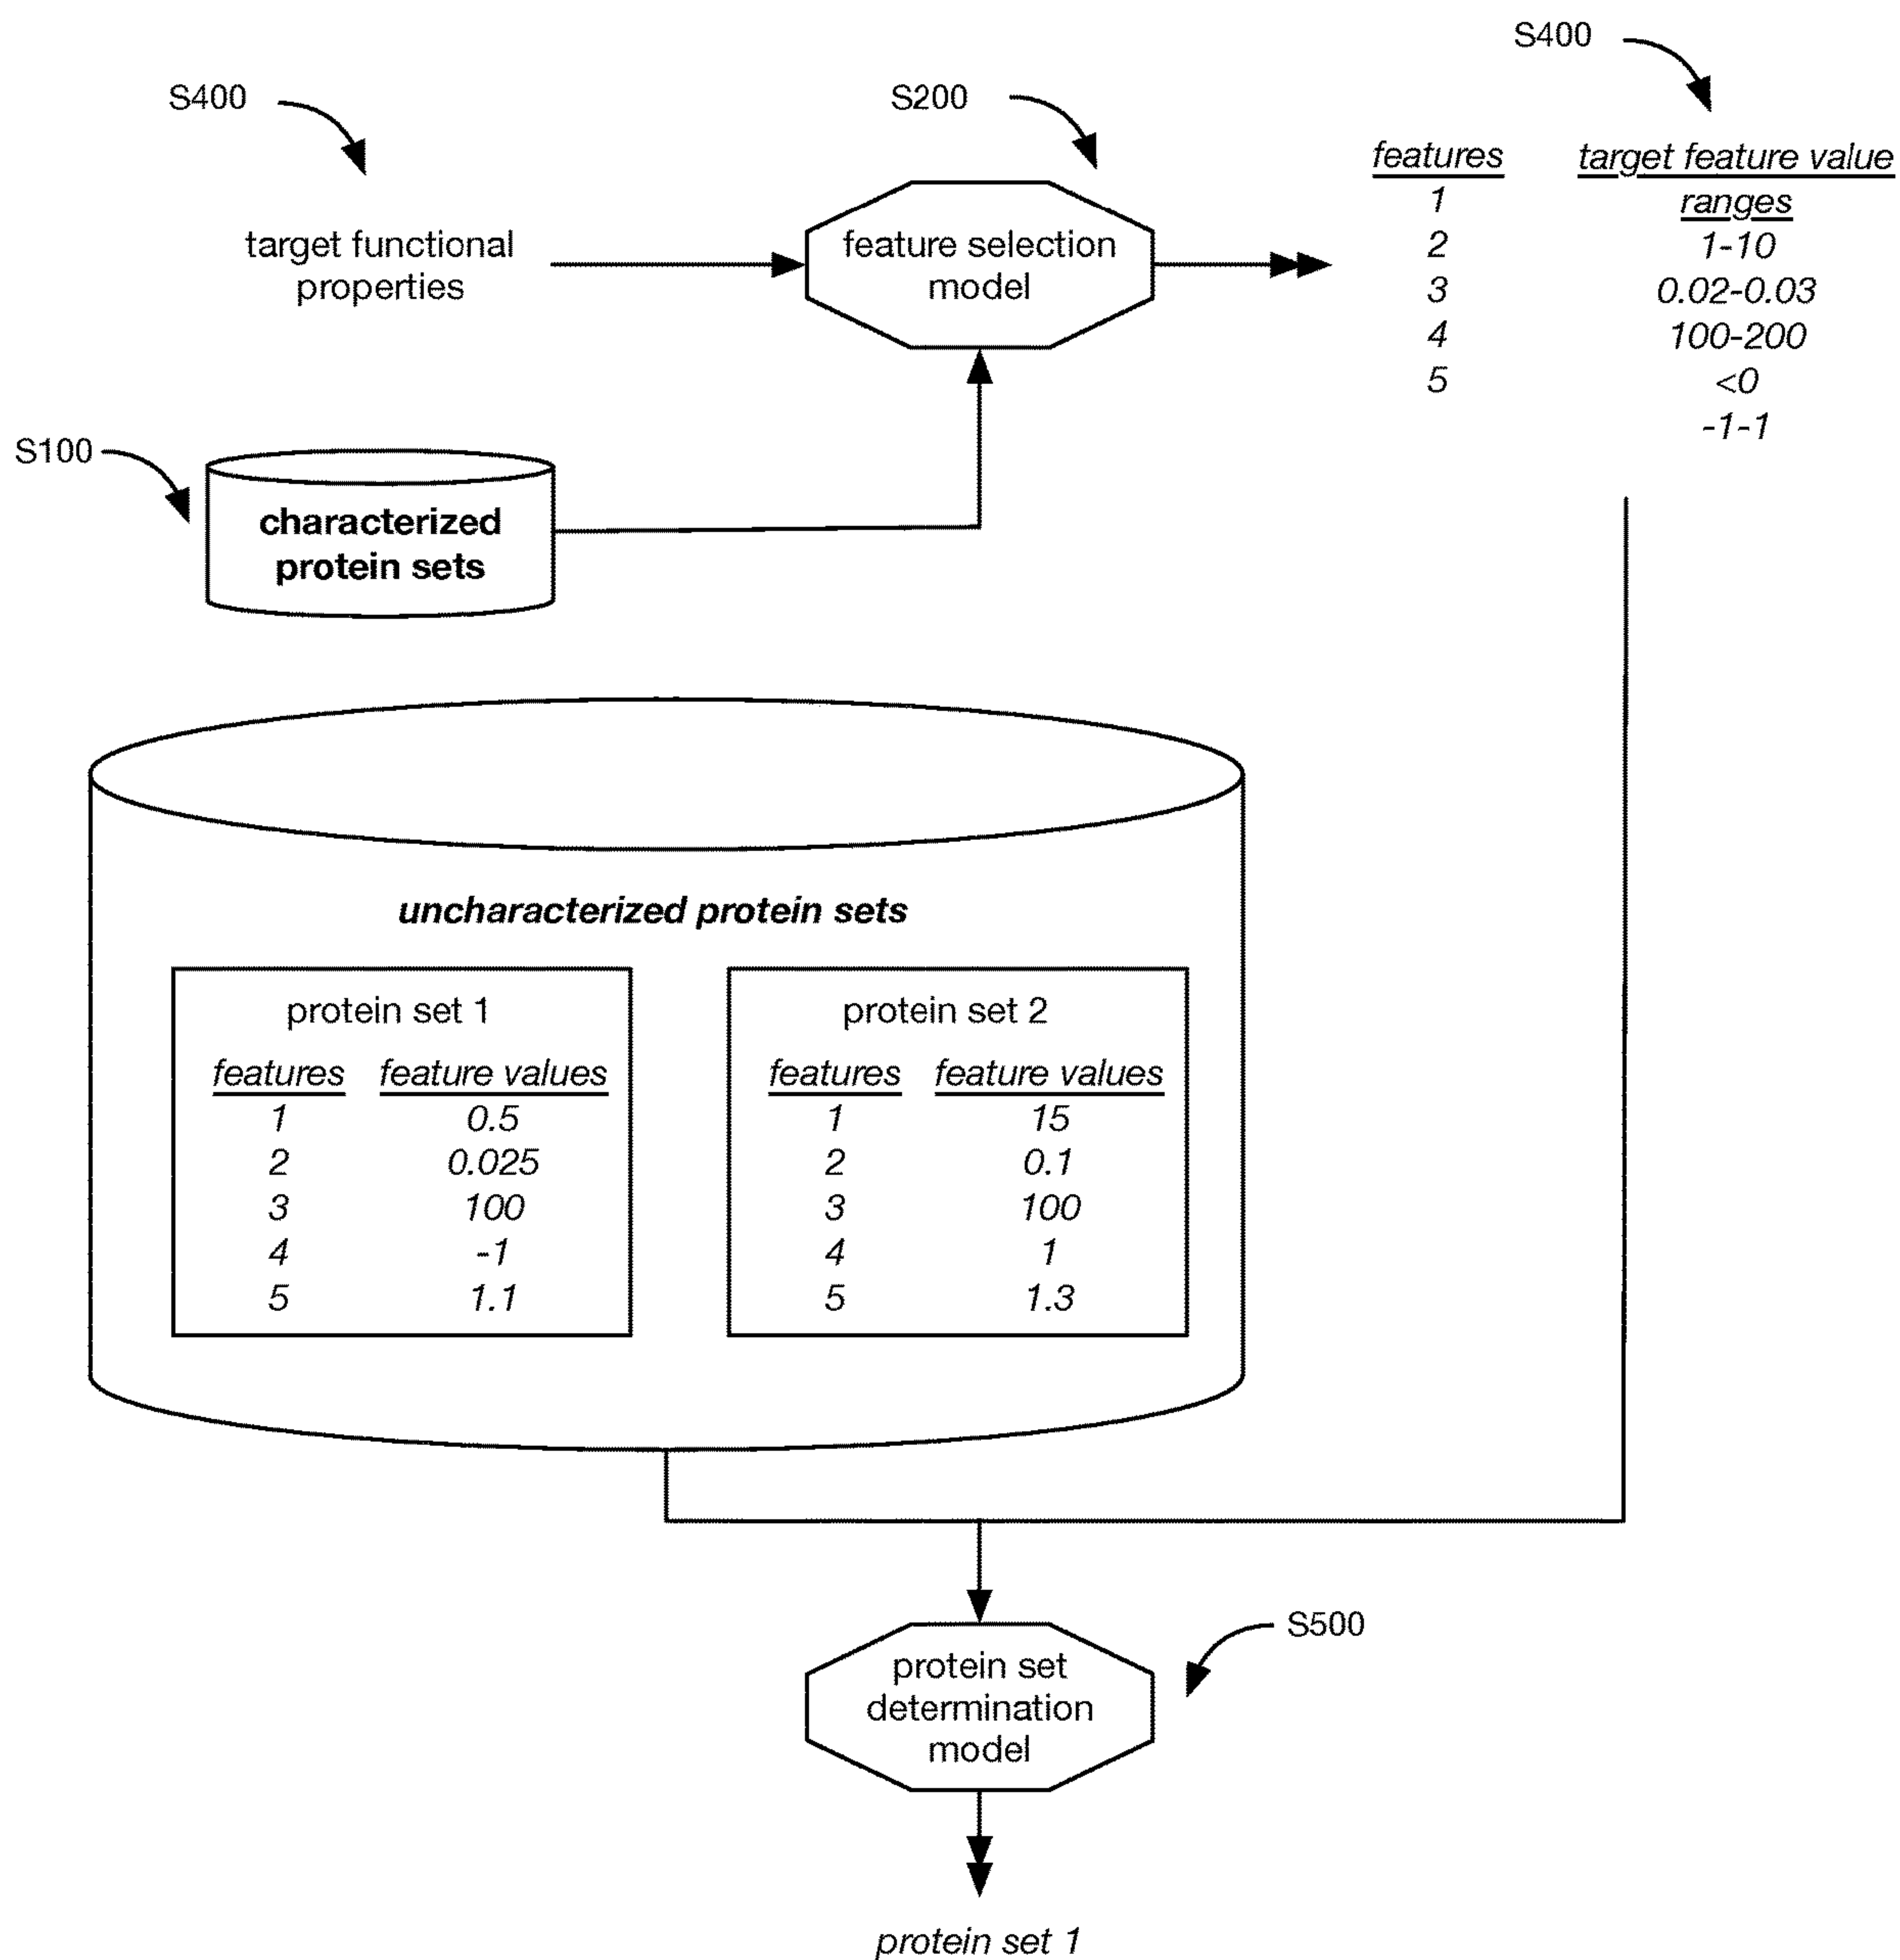 S400
S200
S400
target functional
properties
feature selection
model
features target feature value
1 ranges
2 1-10
3 0.02-0.03
4 100-200
5 <0
-1-1
S100
characterized
protein sets
uncharacterized protein sets
protein set 1
features feature values
1 0.5
2 0.025
3 100
4 -1
5 1.1
protein set 2
features feature values
1 15
2 0.1
3 100
4 1
5 1.3
S500
protein set
determination
model
protein set 1